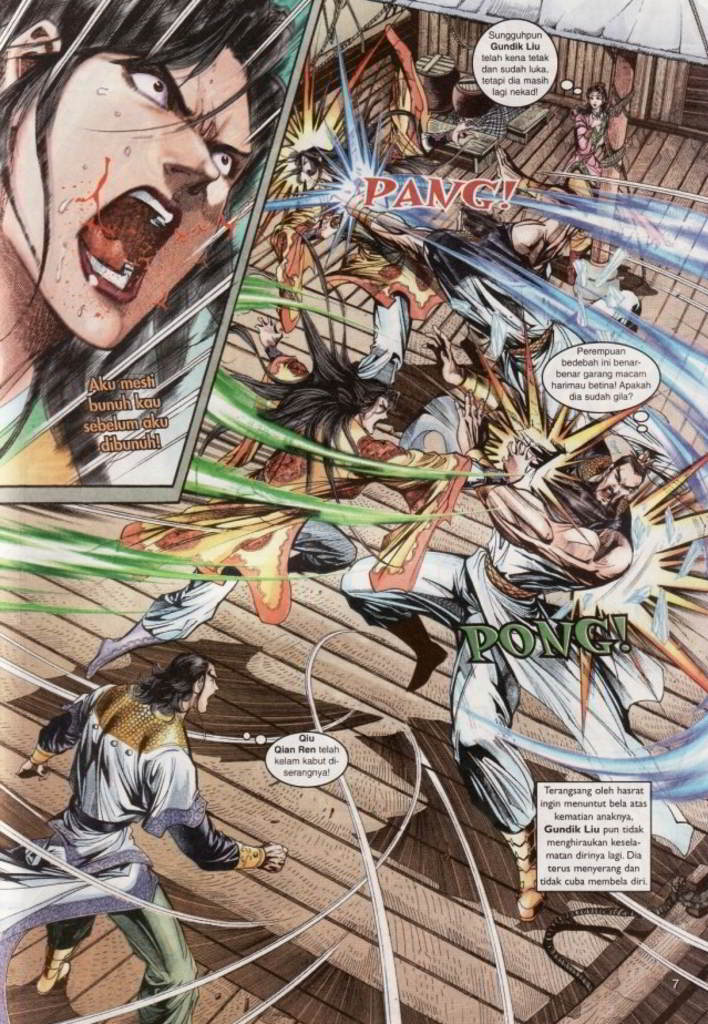 Sungguhpun
Gundik Liu
telah kena tetak
dan sudah luka,
tetapi dia masih
lagi nekad!
PANG!
Aku mesti
bunuh kau
sebelum aku
dibunuh!
Perempuan
bedebah ini benar-
benar garang macam
harimau betina! Apakah
dia sudah gila?
PONG!
Qiu
Qian Ren telah
kelam kabut di-
serangnya!
Terangsang oleh hasrat
ingin menuntut bela atas
kematian anaknya,
Gundik Liu pun tidak
menghiraukan kesela-
matan dirinya lagi. Dia
terus menyerang dan
tidak cuba membela diri.
7